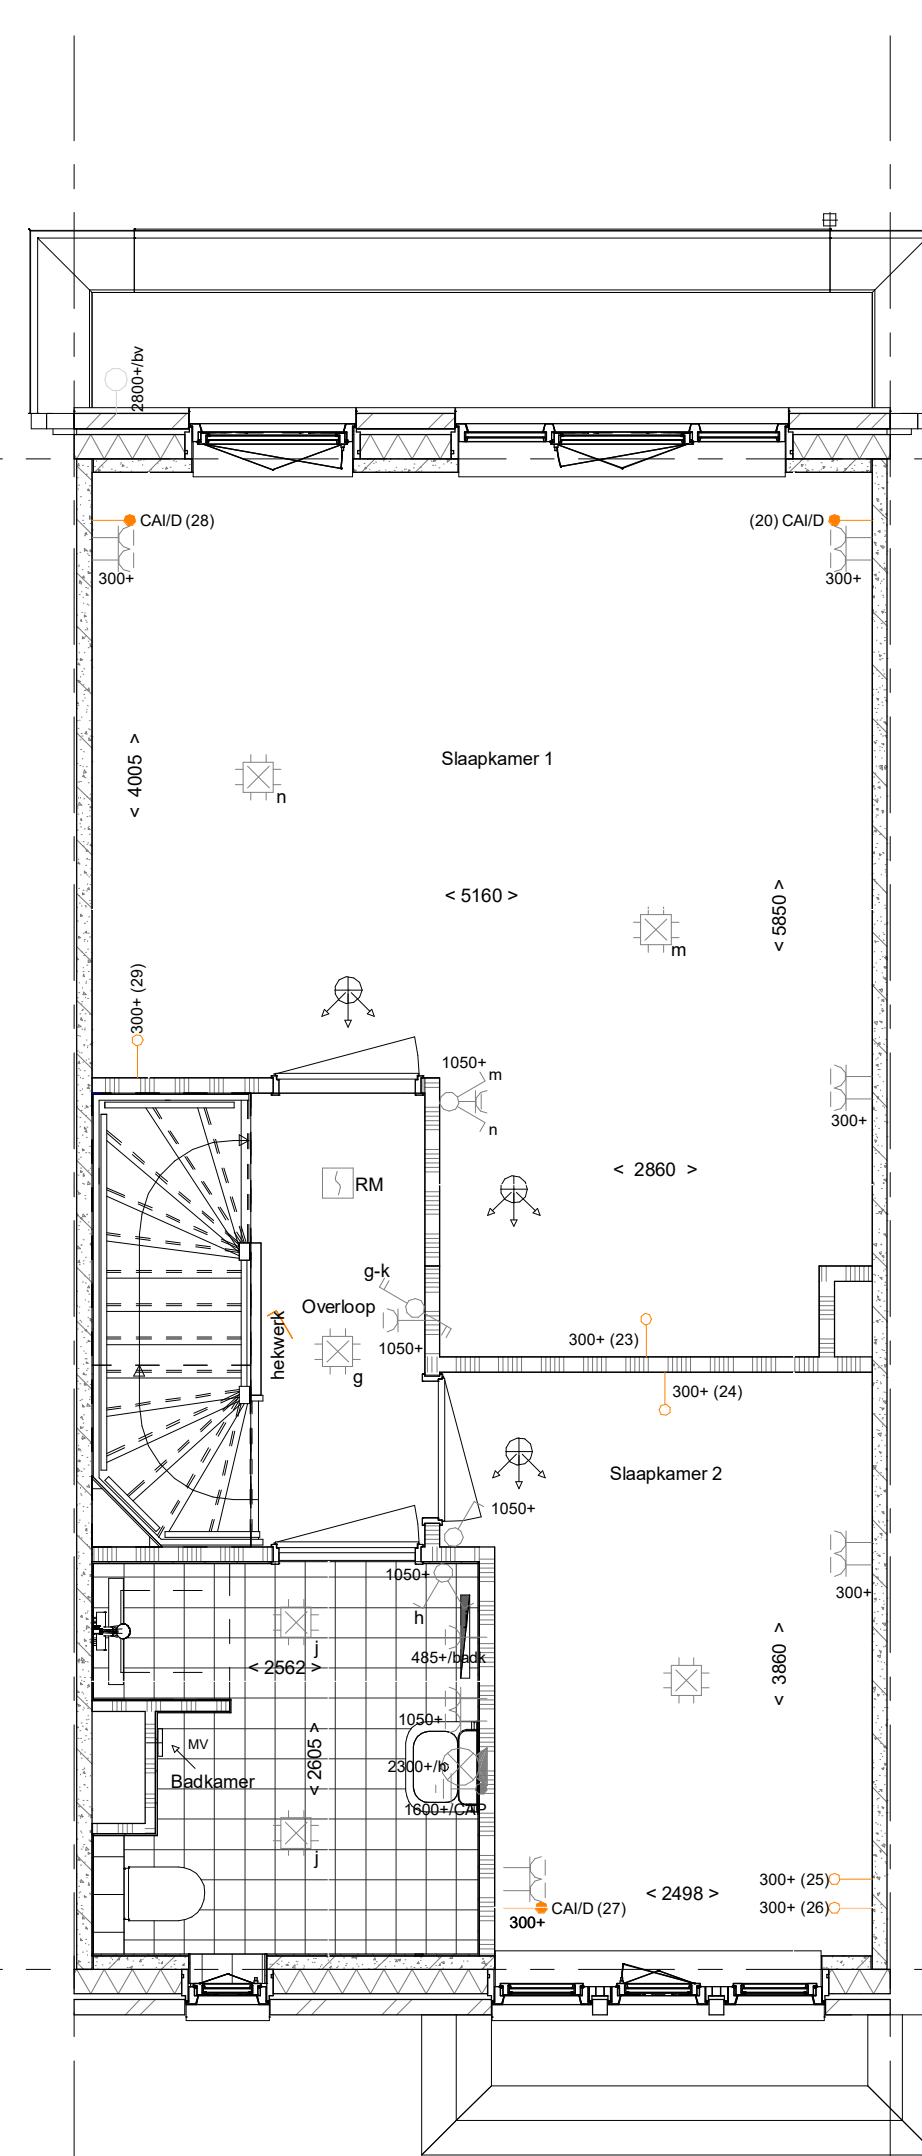 2800+/bv
CAI/D (28)
(20) CAI/D
300+
300+
< 4005 >
Slaapkamer 1
n
< 5160 >
< 5850 >
m
300+ (29)
1050+
m
n
300+
< 2860 >
RM
g-k
Overloop
hekwerk
1050+
g
300+ (23)
300+ (24)
Slaapkamer 2
1050+
1050+
300+
h
j
485+/badk
< 2562 >
< 3860 >
1050+
MV
< 2605 >
2300+/h
Badkamer
1600+/CAP
j
300+ (25)
< 2498 >
CAI/D (27)
300+ (26)
300+